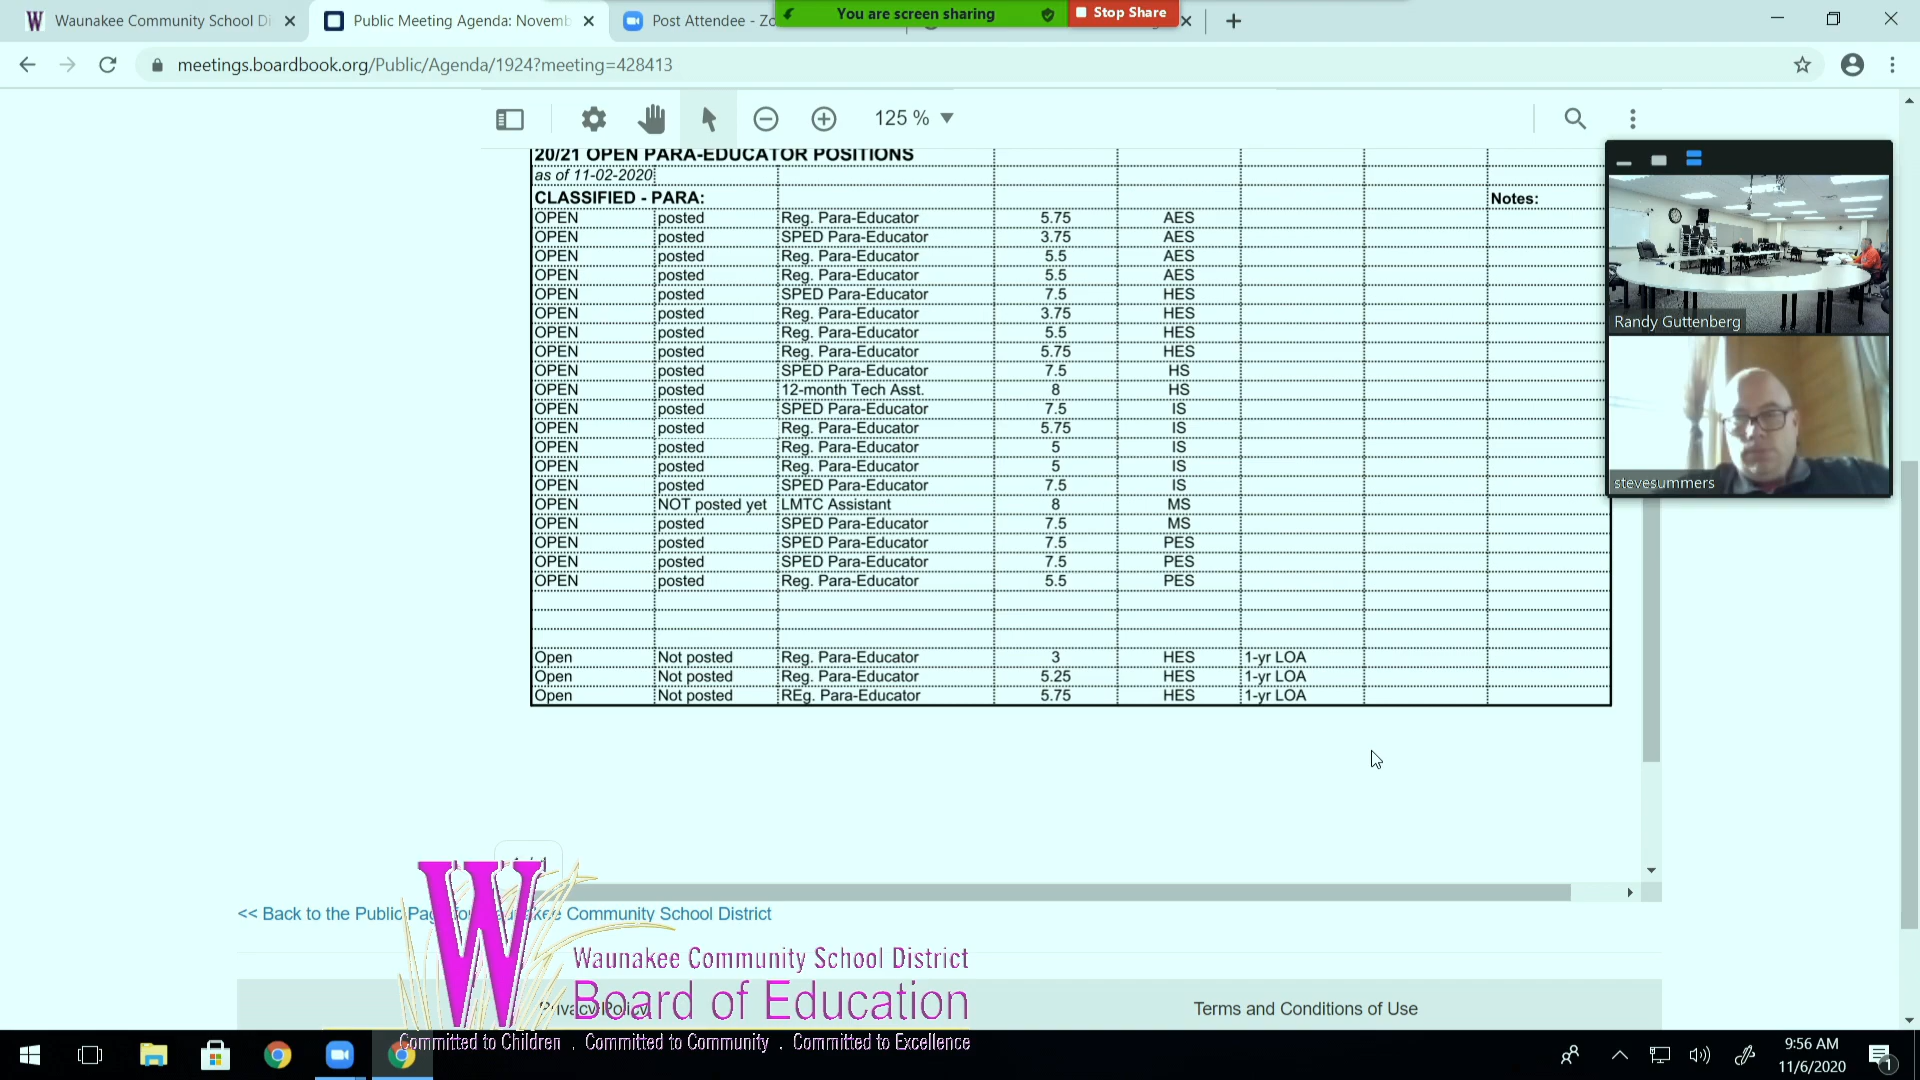 Waunakee Community School Di
Public Meeting Agenda: Novemb
Post Attendee - Zo
You are screen sharing
Stop Share
meetings.boardbook.org/Public/Agenda/1924?meeting=428413
125 %
20/21 OPEN PARA-EDUCATOR POSITIONS
as of 11-02-2020
CLASSIFIED - PARA: Notes:
OPEN posted Reg. Para-Educator 5.75 AES
OPEN posted SPED Para-Educator 3.75 AES
OPEN posted Reg. Para-Educator 5.5 AES
OPEN posted Reg. Para-Educator 5.5 AES
OPEN posted SPED Para-Educator 7.5 HES
OPEN posted Reg. Para-Educator 3.75 HES
OPEN posted Reg. Para-Educator 5.5 HES
OPEN posted Reg. Para-Educator 5.75 HES
OPEN posted SPED Para-Educator 7.5 HS
OPEN posted 12-month Tech Asst. 8 HS
OPEN posted SPED Para-Educator 7.5 IS
OPEN posted Reg. Para-Educator 5.75 IS
OPEN posted Reg. Para-Educator 5 IS
OPEN posted Reg. Para-Educator 5 IS
OPEN posted SPED Para-Educator 7.5 IS
OPEN NOT posted yet LMTC Assistant 8 MS
OPEN posted SPED Para-Educator 7.5 MS
OPEN posted SPED Para-Educator 7.5 PES
OPEN posted SPED Para-Educator 7.5 PES
OPEN posted Reg. Para-Educator 5.5 PES
Open Not posted Reg. Para-Educator 3 HES 1-yr LOA
Open Not posted Reg. Para-Educator 5.25 HES 1-yr LOA
Open Not posted REg. Para-Educator 5.75 HES 1-yr LOA
Randy Guttenberg
stevesummers
<< Back to the Public Community School District
W
Waunakee Community School District
Board of Education
Committed to Children . Committed to Community . Committed to Excellence
Terms and Conditions of Use
9:56 AM
11/6/2020
1